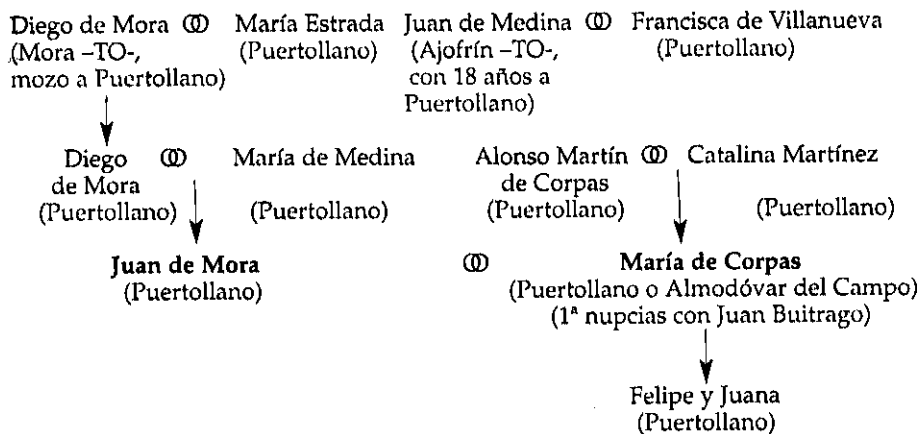 Diego de Mora ⚭ María Estrada Juan de Medina ⚭ Francisca de Villanueva
(Mora –TO-, (Puertollano) (Ajofrín –TO-, (Puertollano)
mozo a Puertollano) con 18 años a
Puertollano)
Diego ⚭ María de Medina Alonso Martín ⚭ Catalina Martínez
de Mora de Corpas
(Puertollano) (Puertollano) (Puertollano) (Puertollano)
Juan de Mora ⚭ María de Corpas
(Puertollano) (Puertollano o Almodóvar del Campo)
(1ª nupcias con Juan Buitrago)
Felipe y Juana
(Puertollano)